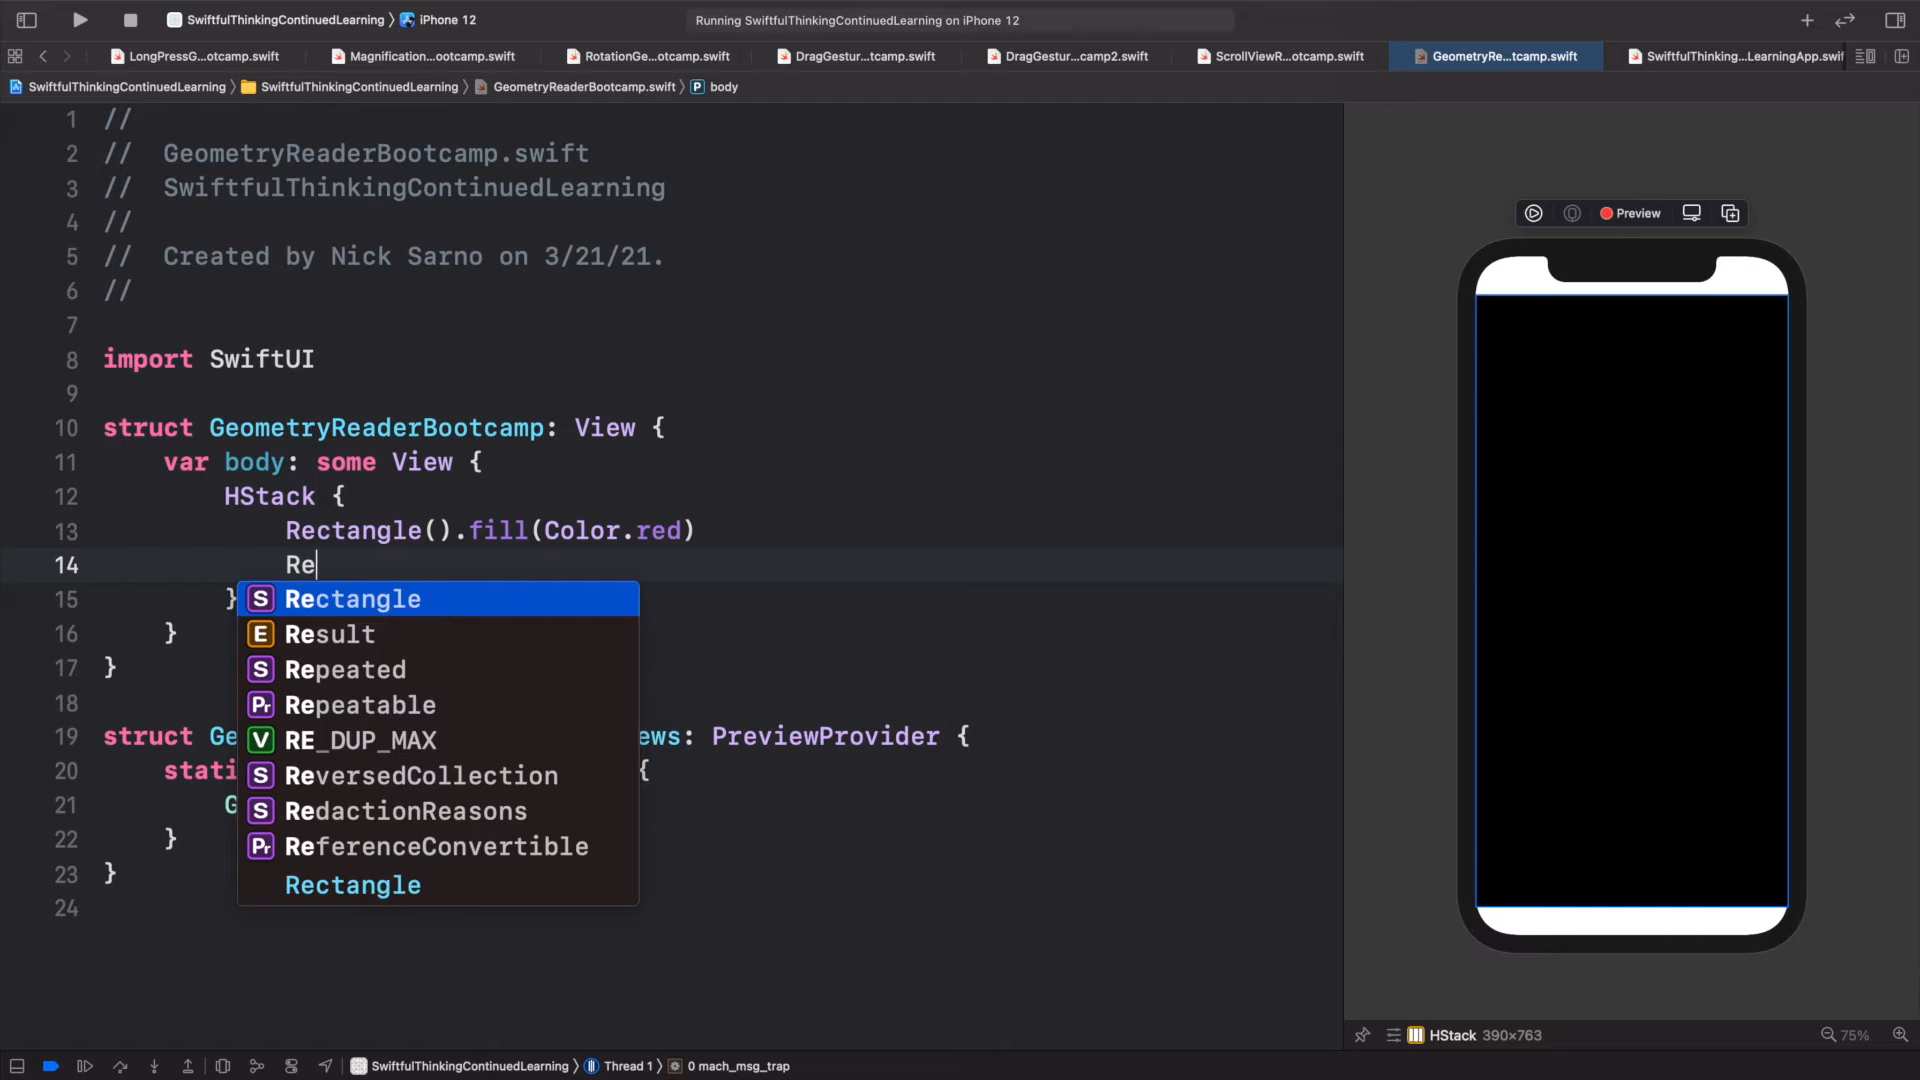 SwiftfulThinkingContinuedLearning 〉 iPhone 12
Running SwiftfulThinkingContinuedLearning on iPhone 12
LongPressG...otcamp.swift
Magnification...ootcamp.swift
RotationGe...otcamp.swift
DragGestur...tcamp.swift
DragGestur...camp2.swift
ScrollViewR...otcamp.swift
GeometryRe...tcamp.swift
SwiftfulThinking...LearningApp.swif
SwiftfulThinkingContinuedLearning 〉 SwiftfulThinkingContinuedLearning 〉 GeometryReaderBootcamp.swift 〉 P body
1 //
2 //  GeometryReaderBootcamp.swift
3 //  SwiftfulThinkingContinuedLearning
4 //
5 //  Created by Nick Sarno on 3/21/21.
6 //
7
8 import SwiftUI
9
10 struct GeometryReaderBootcamp: View {
11     var body: some View {
12         HStack {
13             Rectangle().fill(Color.red)
14             Re
15         }
16     }
17 }
18
19 struct Ge ews: PreviewProvider {
20     stati {
21         G
22     }
23 }
24
S Rectangle
E Result
S Repeated
Pr Repeatable
V RE_DUP_MAX
S ReversedCollection
S RedactionReasons
Pr ReferenceConvertible
Rectangle
Preview
HStack 390×763
75%
SwiftfulThinkingContinuedLearning 〉 Thread 1 〉 0 mach_msg_trap